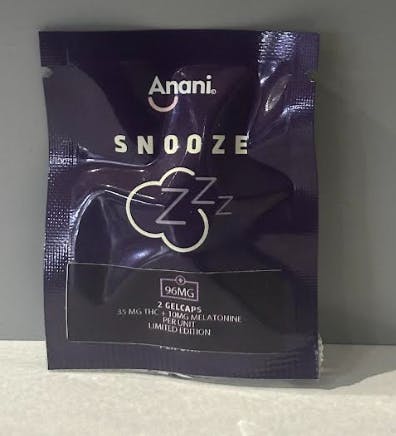 Anani
SNOOZE
Z Z Z
96MG
2 GELCAPS
35 MG THC + 10MG MELATONINE
PER UNIT
LIMITED EDITION